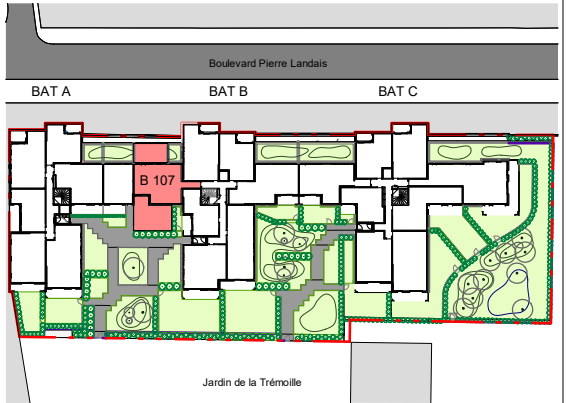 Boulevard Pierre Landais
BAT A
BAT B
BAT C
B 107
Jardin de la Trémoille